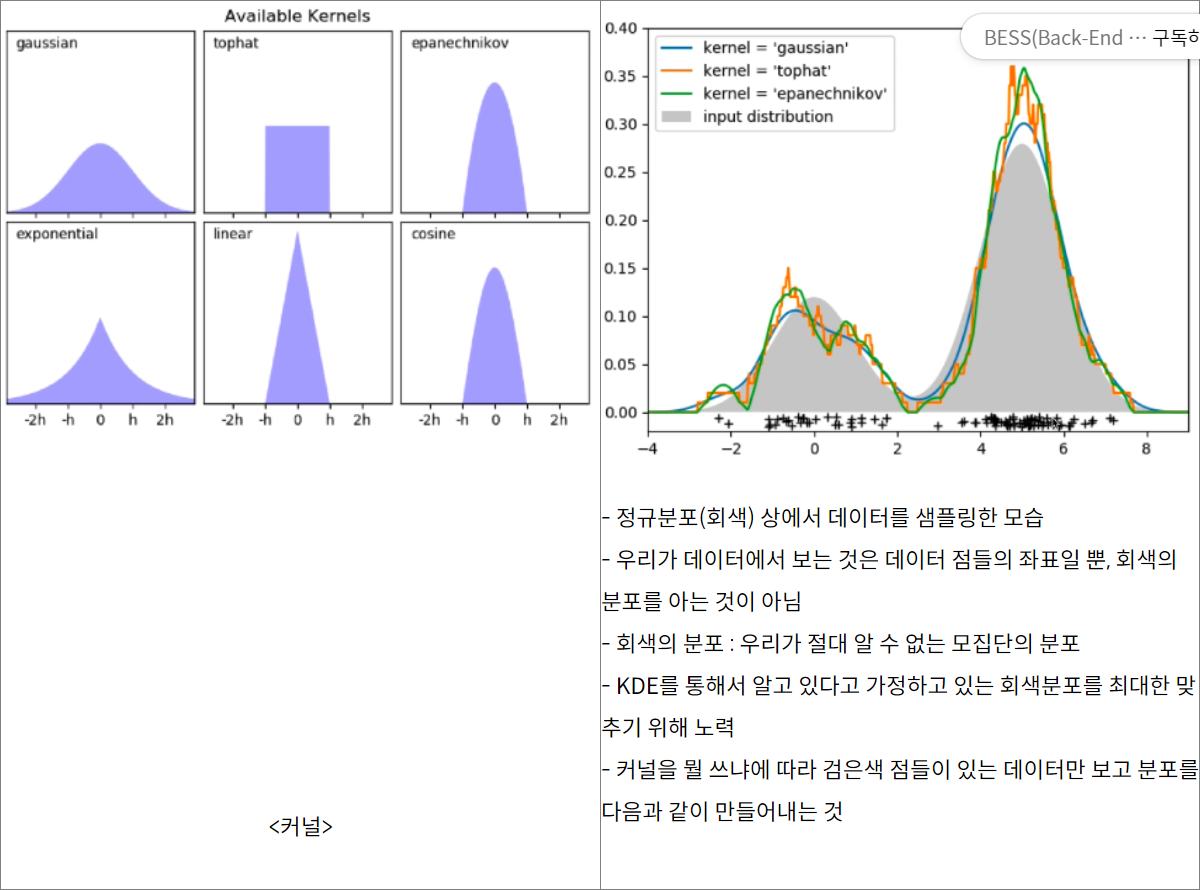 Available Kernels
gaussian
tophat
epanechnikov
exponential
linear
cosine
-2h -h 0 h 2h
-2h -h 0 h 2h
-2h -h 0 h 2h
<커널>
BESS(Back-End … 구독하
kernel = 'gaussian'
kernel = 'tophat'
kernel = 'epanechnikov'
input distribution
0.40
0.35
0.30
0.25
0.20
0.15
0.10
0.05
0.00
−4 −2 0 2 4 6 8
- 정규분포(회색) 상에서 데이터를 샘플링한 모습
- 우리가 데이터에서 보는 것은 데이터 점들의 좌표일 뿐, 회색의
분포를 아는 것이 아님
- 회색의 분포 : 우리가 절대 알 수 없는 모집단의 분포
- KDE를 통해서 알고 있다고 가정하고 있는 회색분포를 최대한 맞
추기 위해 노력
- 커널을 뭘 쓰냐에 따라 검은색 점들이 있는 데이터만 보고 분포를
다음과 같이 만들어내는 것